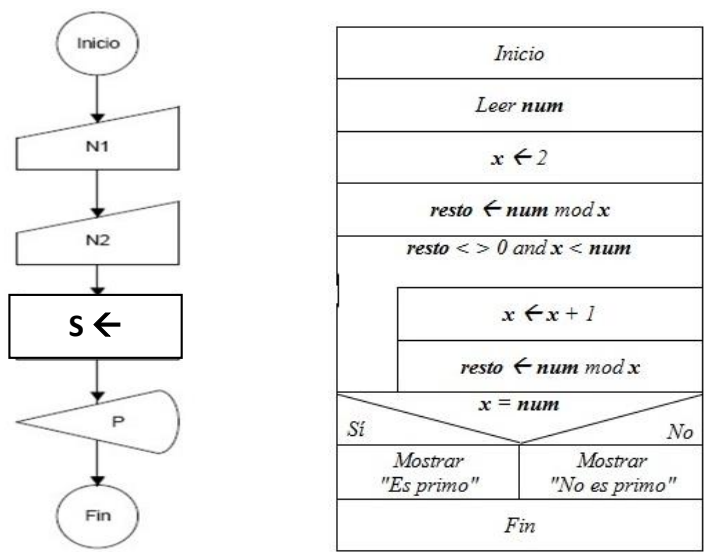 Inicio
N1
N2
S ←
P
Fin
Inicio
Leer num
x ← 2
resto ← num mod x
resto < > 0 and x < num
x ← x + 1
resto ← num mod x
x = num
Sí
No
Mostrar
"Es primo"
Mostrar
"No es primo"
Fin